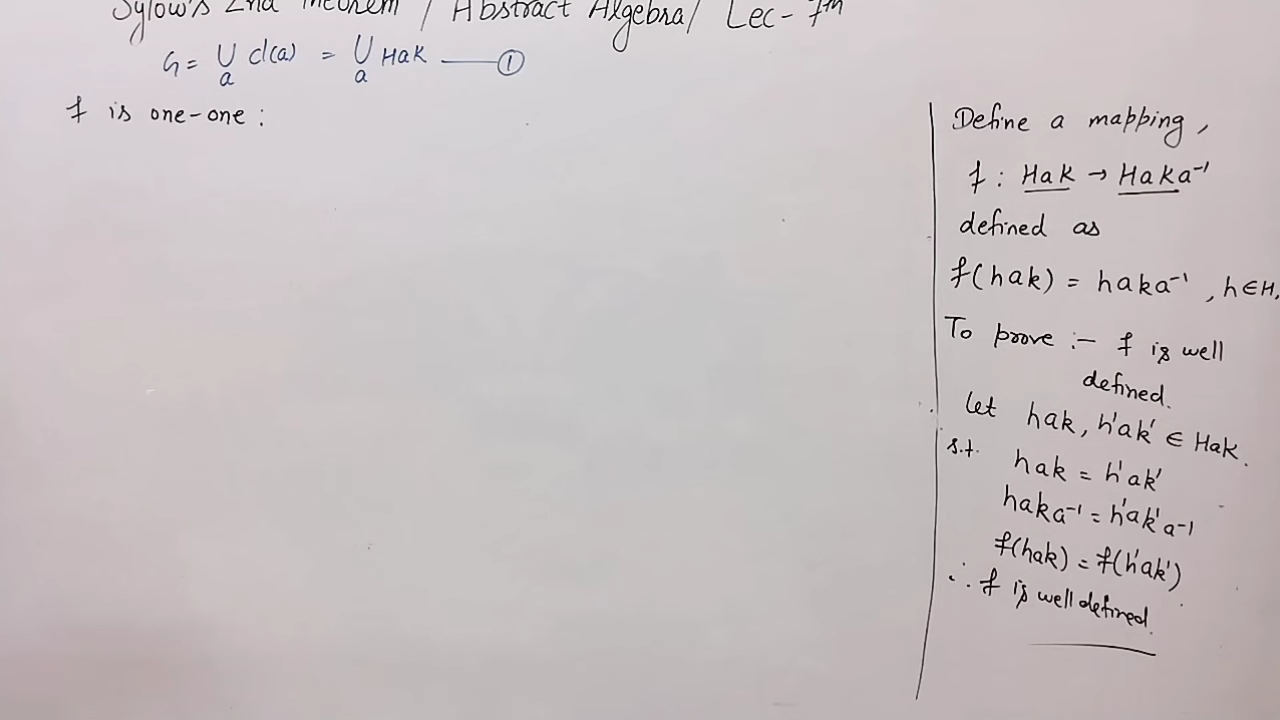 Sylow's 2nd Theorem / Abstract Algebra / Lec- 7th
G = ∪ₐ cl(a) = ∪ₐ HaK —— ①
f is one-one :
Define a mapping,
f : HaK → HaKa⁻¹
defined as
f(hak) = haka⁻¹ , h∈H,
To prove :- f is well
defined.
let hak, h'ak' ∈ HaK.
s.t. hak = h'ak'
haka⁻¹ = h'ak'a⁻¹
f(hak) = f(h'ak')
∴ f is well defined.